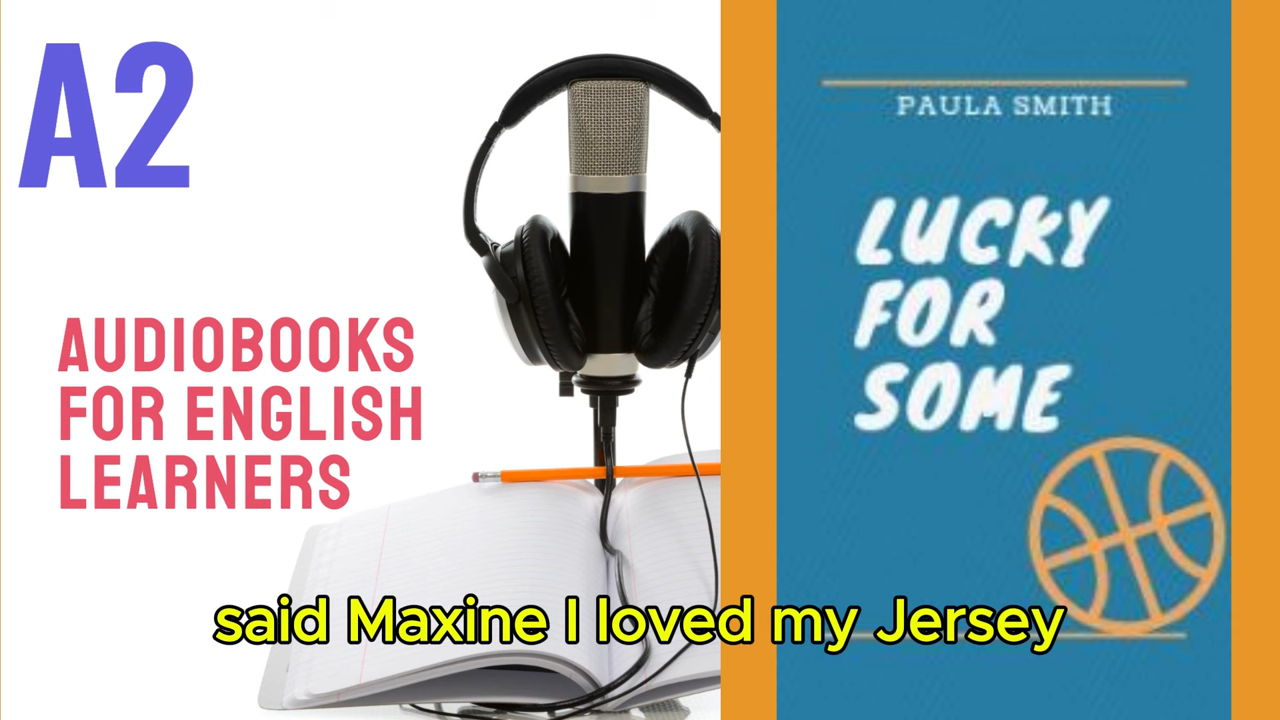 A2
AUDIOBOOKS
FOR ENGLISH
LEARNERS
PAULA SMITH
LUCKY
FOR
SOME
said Maxine I loved my Jersey